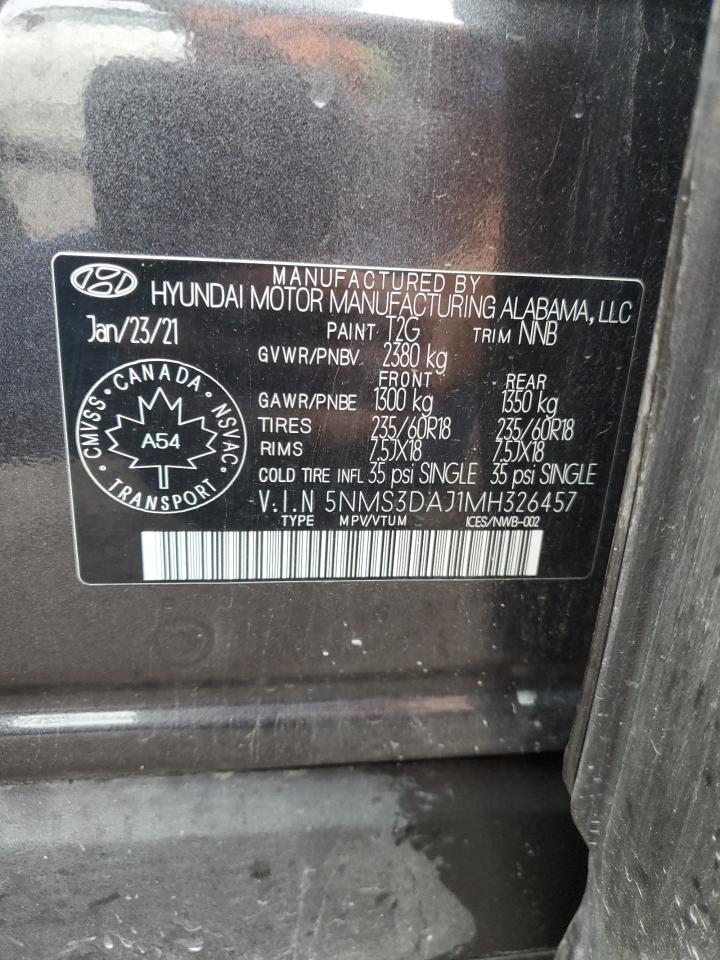 MANUFACTURED BY
HYUNDAI MOTOR MANUFACTURING ALABAMA, LLC
Jan/23/21 PAINT T2G TRIM NNB
GVWR/PNBV 2380 kg
FRONT REAR
GAWR/PNBE 1300 kg 1350 kg
TIRES 235/60R18 235/60R18
RIMS 7,5JX18 7,5JX18
COLD TIRE INFL 35 psi SINGLE 35 psi SINGLE
V.I.N 5NMS3DAJ1MH326457
TYPE MPV/VTUM ICES/NWB-002
CMVSS • CANADA • NSVAC • TRANSPORT •
A54